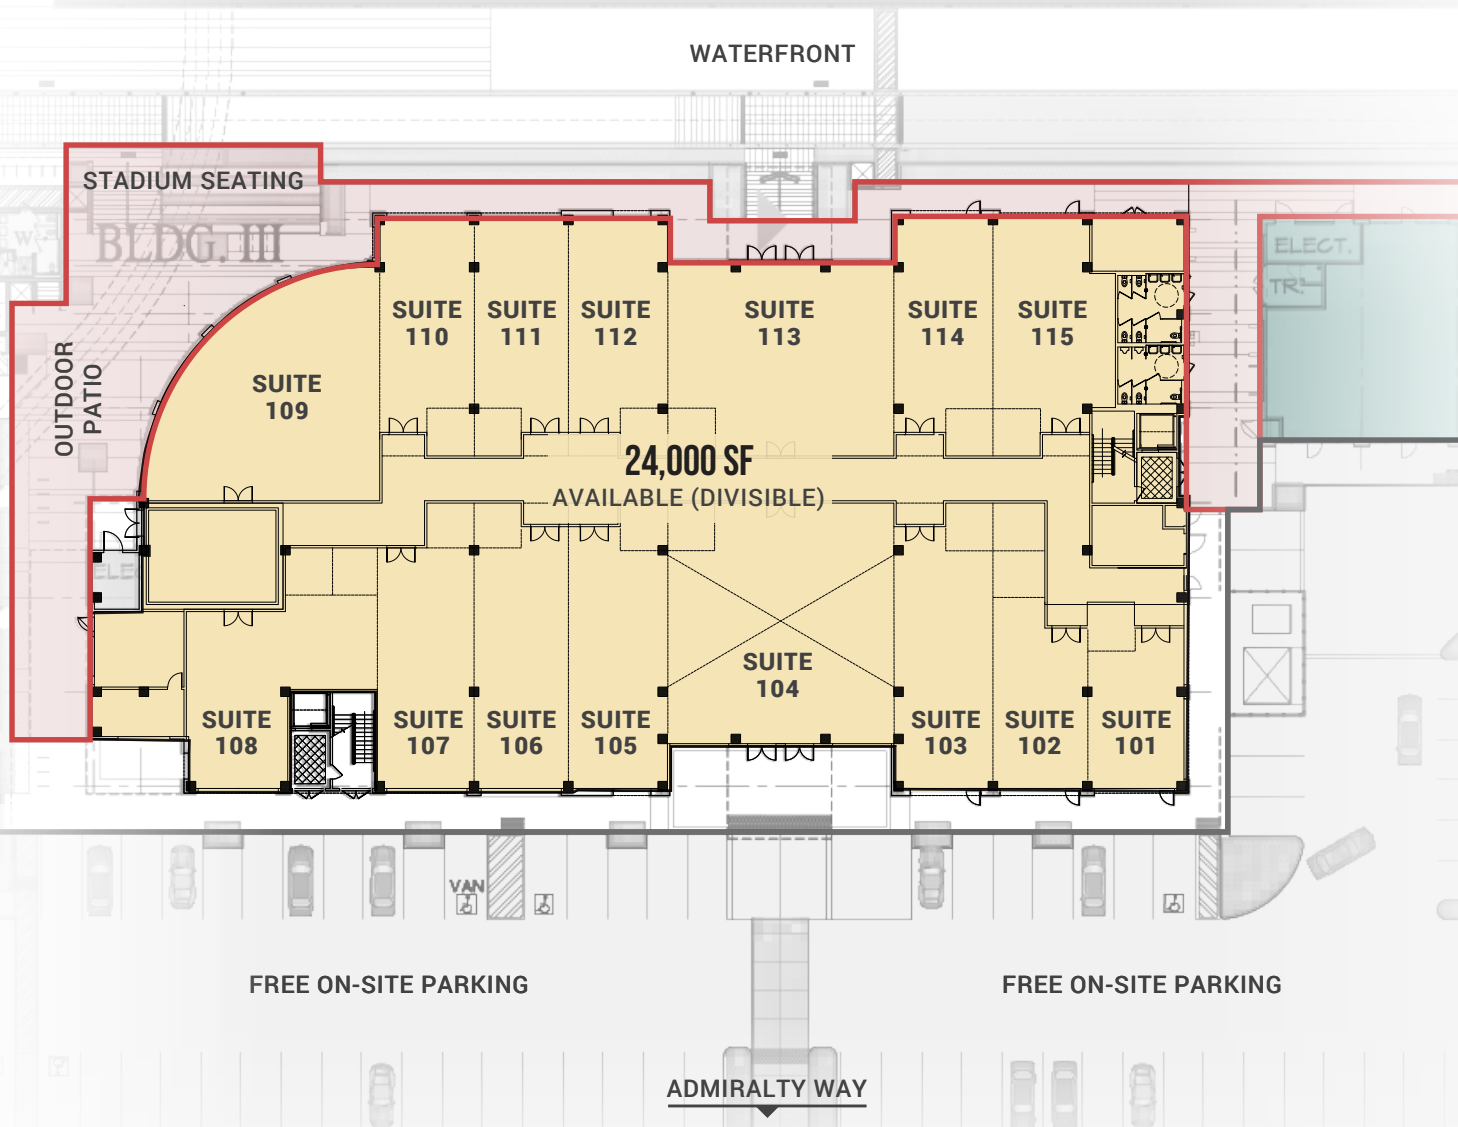 WATERFRONT
STADIUM SEATING
BLDG. III
W
ELECT.
TR.
OUTDOOR
PATIO
SUITE
110
SUITE
111
SUITE
112
SUITE
113
SUITE
114
SUITE
115
SUITE
109
24,000 SF
AVAILABLE (DIVISIBLE)
ELE
SUITE
104
SUITE
108
SUITE
107
SUITE
106
SUITE
105
SUITE
103
SUITE
102
SUITE
101
VAN
FREE ON-SITE PARKING
FREE ON-SITE PARKING
ADMIRALTY WAY